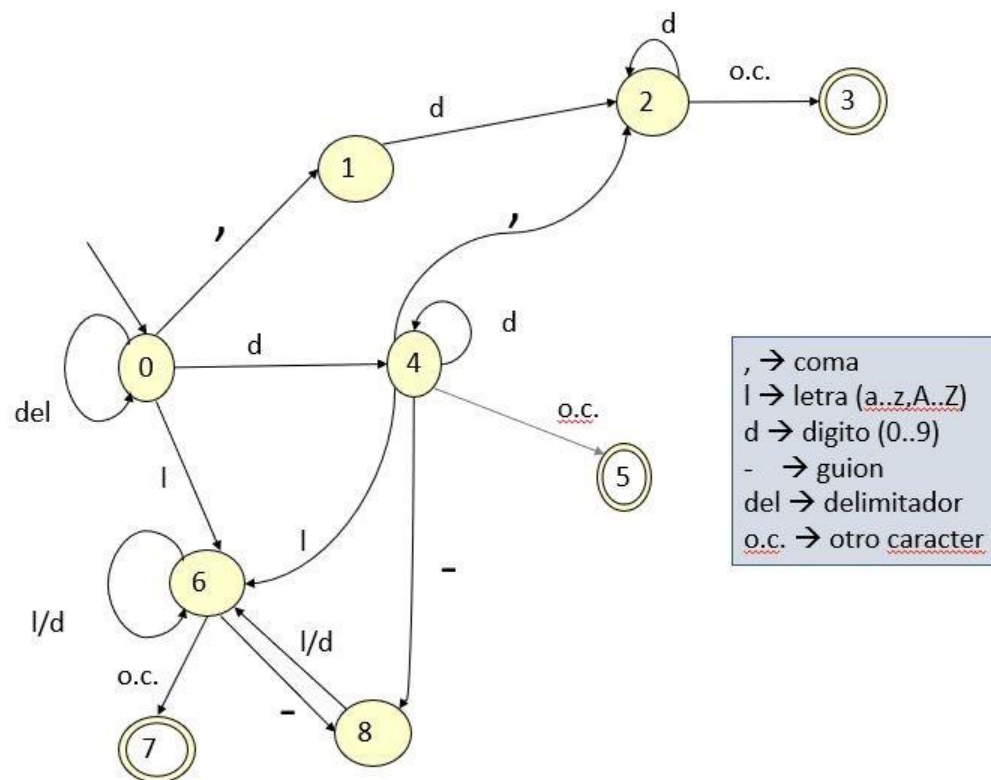 d
2
o.c.
3
d
1
,
,
d
0
d
4
del
o.c.
5
l
l
-
6
l/d
l/d
o.c.
-
7
8
, → coma
l → letra (a..z,A..Z)
d → digito (0..9)
- → guion
del → delimitador
o.c. → otro caracter